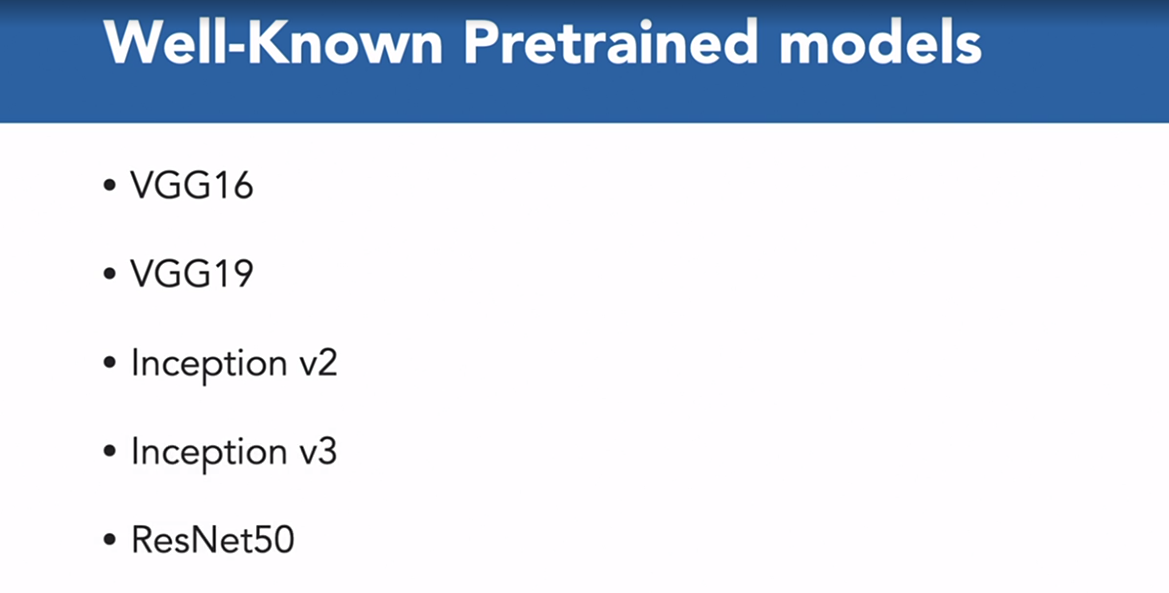 Well-Known Pretrained models
• VGG16
• VGG19
• Inception v2
• Inception v3
• ResNet50